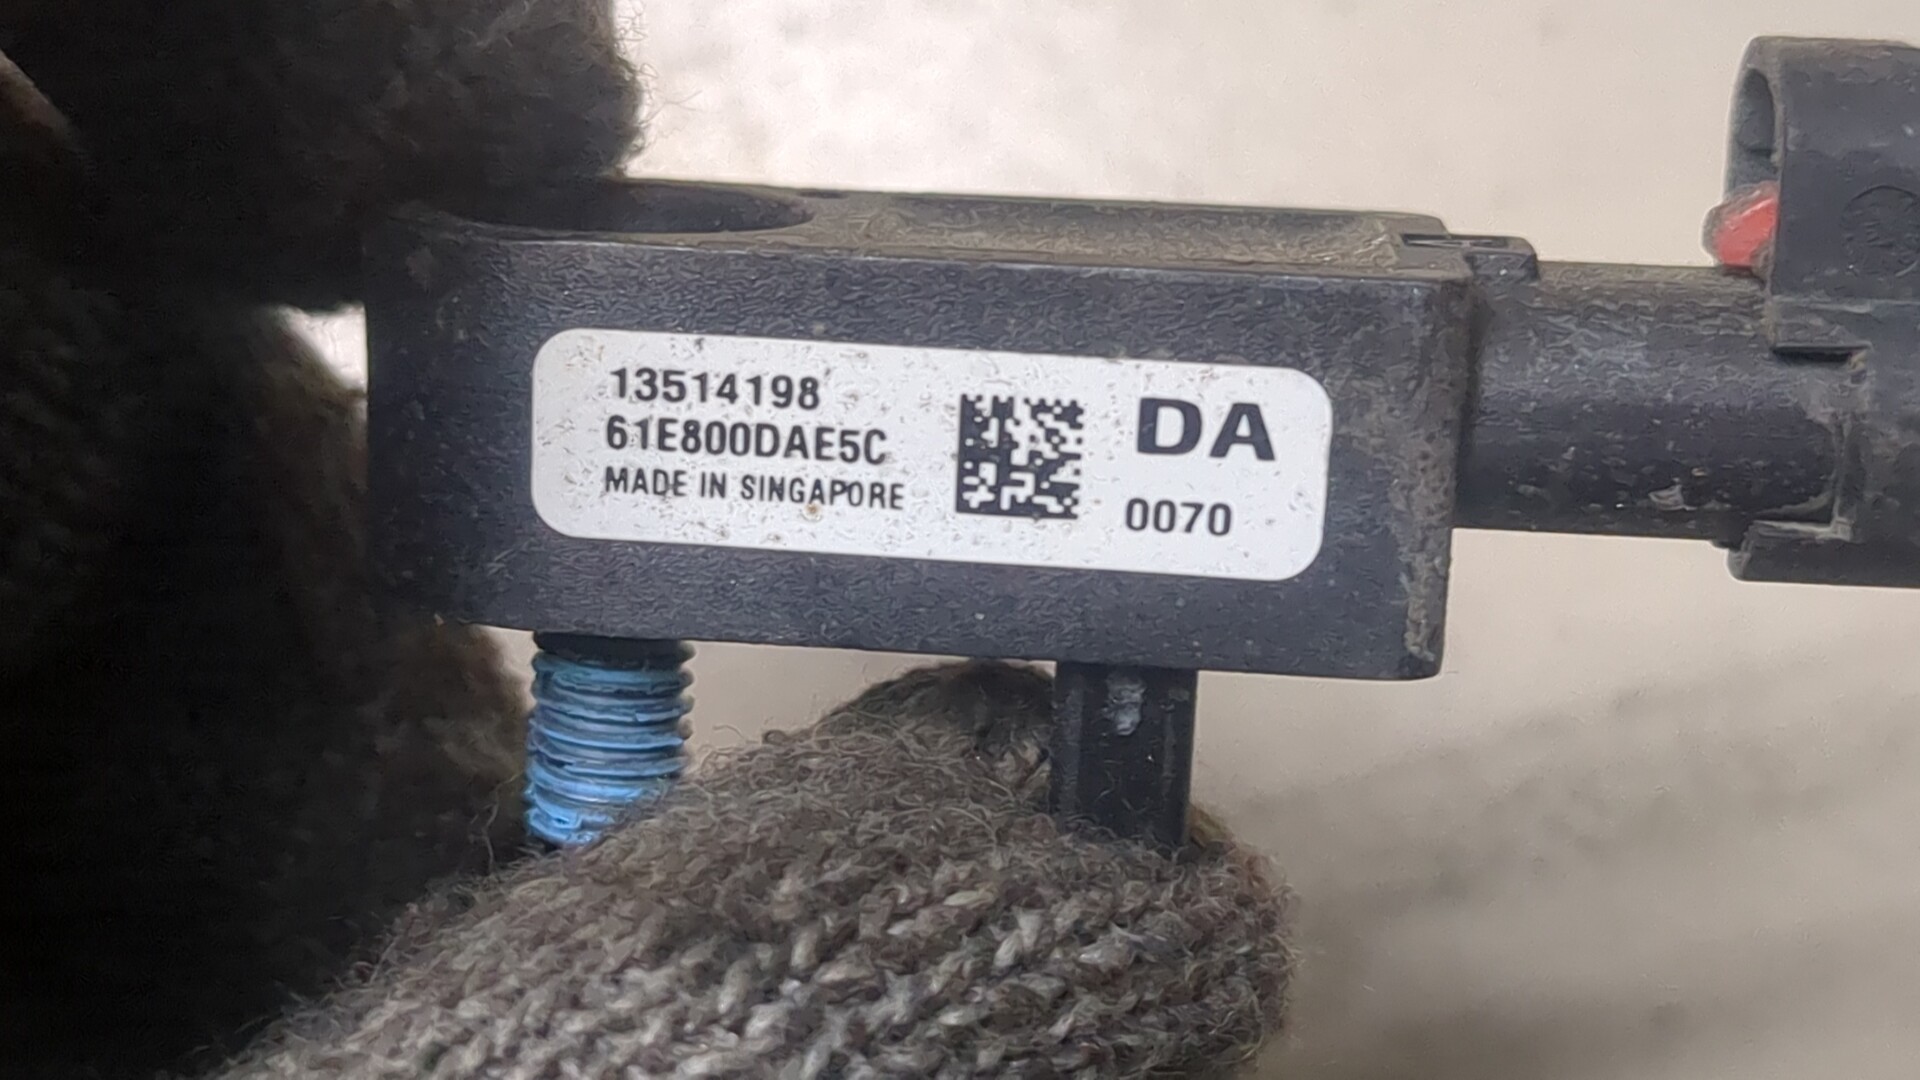 13514198
61E800DAE5C
MADE IN SINGAPORE
DA
0070